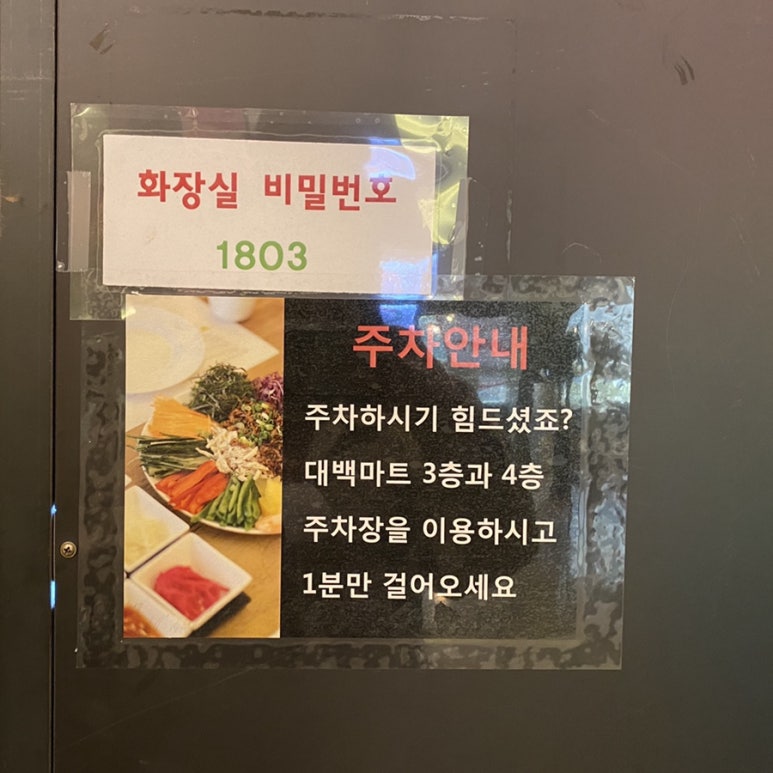 화장실 비밀번호
1803
주차안내
주차하시기 힘드셨죠?
대백마트 3층과 4층
주차장을 이용하시고
1분만 걸어오세요